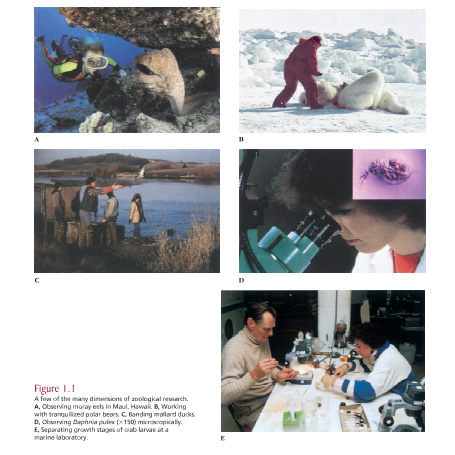 A
B
C
D
E
Figure 1.1
A few of the many dimensions of zoological research.
A, Observing moray eels in Maui, Hawaii. B, Working
with tranquilized polar bears. C, Banding mallard ducks.
D, Observing Daphnia pulex (×150) microscopically.
E, Separating growth stages of crab larvae at a
marine laboratory.